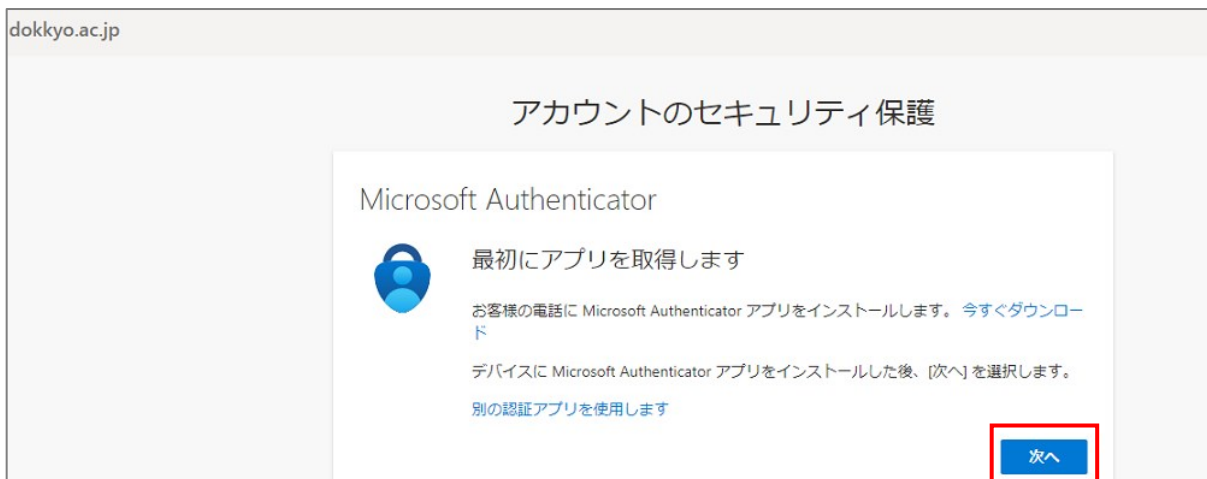 dokkyo.ac.jp
アカウントのセキュリティ保護
Microsoft Authenticator
最初にアプリを取得します
お客様の電話に Microsoft Authenticator アプリをインストールします。今すぐダウンロー
ド
デバイスに Microsoft Authenticator アプリをインストールした後、[次へ] を選択します。
別の認証アプリを使用します
次へ